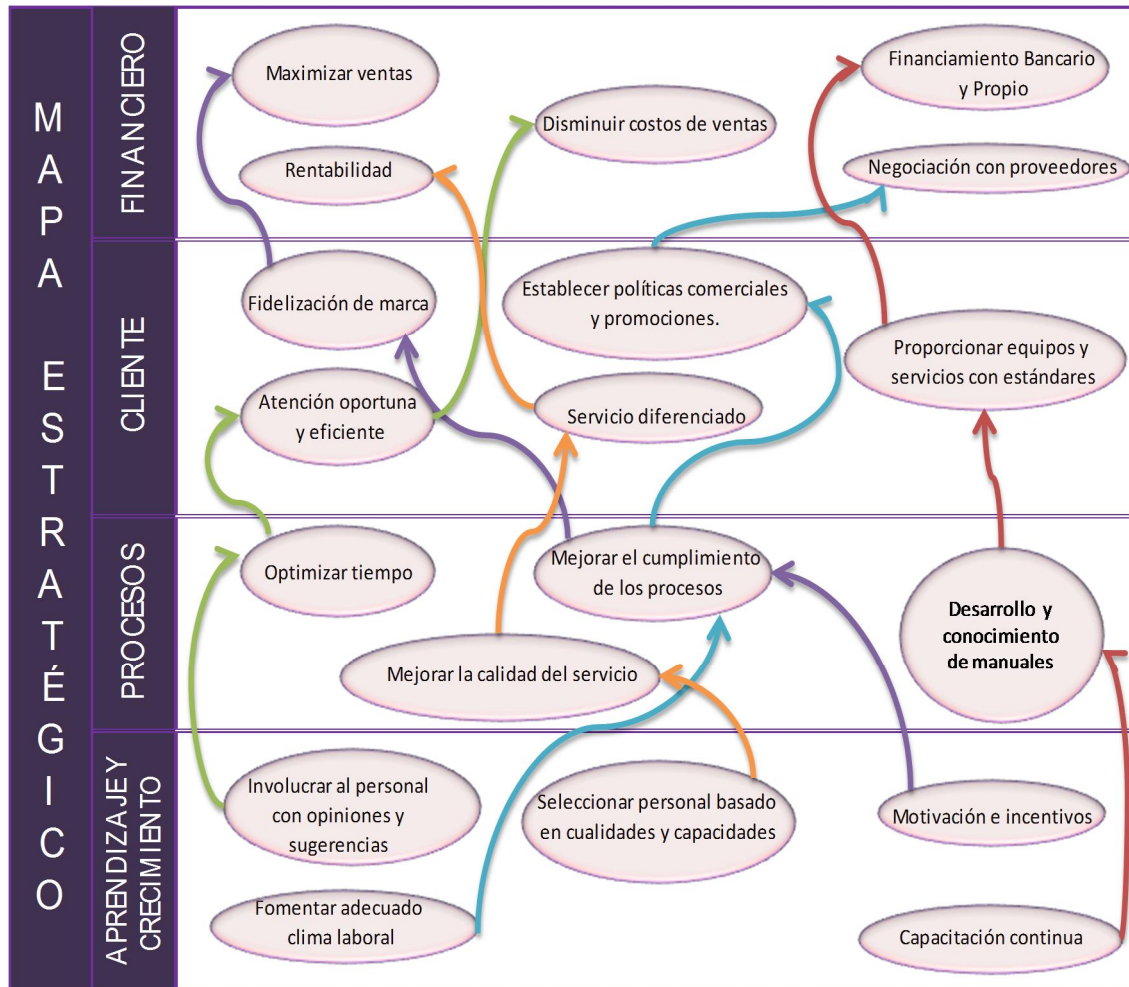 MAPA ESTRATÉGICO
FINANCIERO
Maximizar ventas
Financiamiento Bancario
y Propio
Disminuir costos de ventas
Rentabilidad
Negociación con proveedores
CLIENTE
Fidelización de marca
Establecer políticas comerciales
y promociones.
Proporcionar equipos y
servicios con estándares
Atención oportuna
y eficiente
Servicio diferenciado
PROCESOS
Optimizar tiempo
Mejorar el cumplimiento
de los procesos
Desarrollo y
conocimiento
de manuales
Mejorar la calidad del servicio
APRENDIZAJE Y
CRECIMIENTO
Involucrar al personal
con opiniones y
sugerencias
Seleccionar personal basado
en cualidades y capacidades
Motivación e incentivos
Fomentar adecuado
clima laboral
Capacitación continua